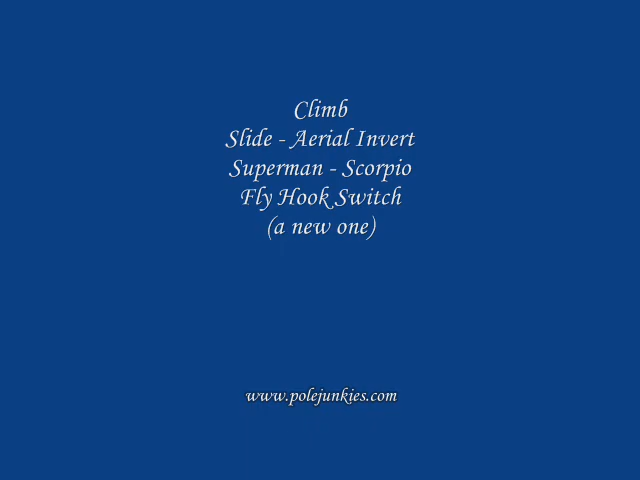 Climb
Slide - Aerial Invert
Superman - Scorpio
Fly Hook Switch
(a new one)
www.polejunkies.com